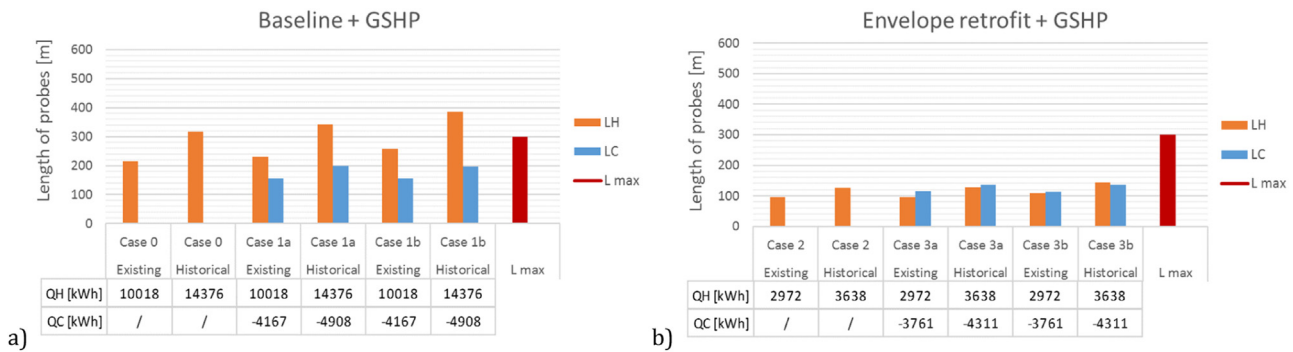 Baseline + GSHP
Length of probes [m]
600
500
400
300
200
100
0
LH
LC
L max
Case 0 Case 0 Case 1a Case 1a Case 1b Case 1b
Existing Historical Existing Historical Existing Historical L max
QH [kWh] 10018 14376 10018 14376 10018 14376
QC [kWh] / / -4167 -4908 -4167 -4908
a)
Envelope retrofit + GSHP
Length of probes [m]
600
500
400
300
200
100
0
LH
LC
L max
Case 2 Case 2 Case 3a Case 3a Case 3b Case 3b
Existing Historical Existing Historical Existing Historical L max
QH [kWh] 2972 3638 2972 3638 2972 3638
QC [kWh] / / -3761 -4311 -3761 -4311
b)